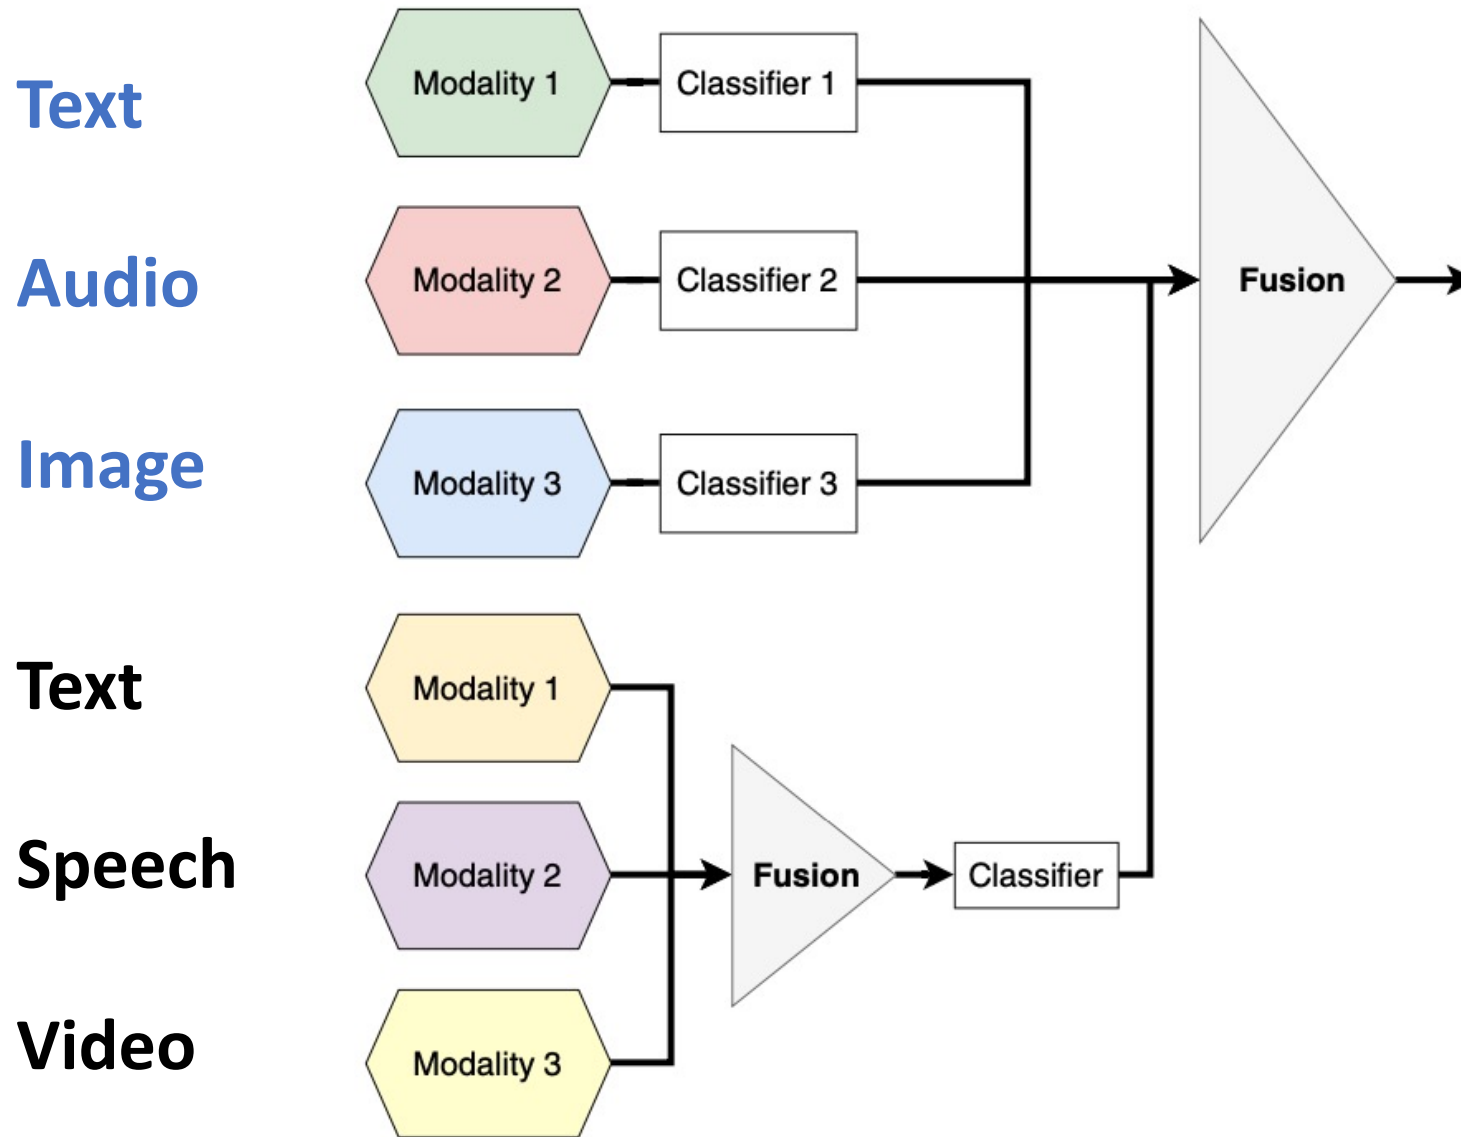 Text
Modality 1
Classifier 1
Audio
Modality 2
Classifier 2
Fusion
Image
Modality 3
Classifier 3
Text
Modality 1
Speech
Modality 2
Fusion
Classifier
Video
Modality 3